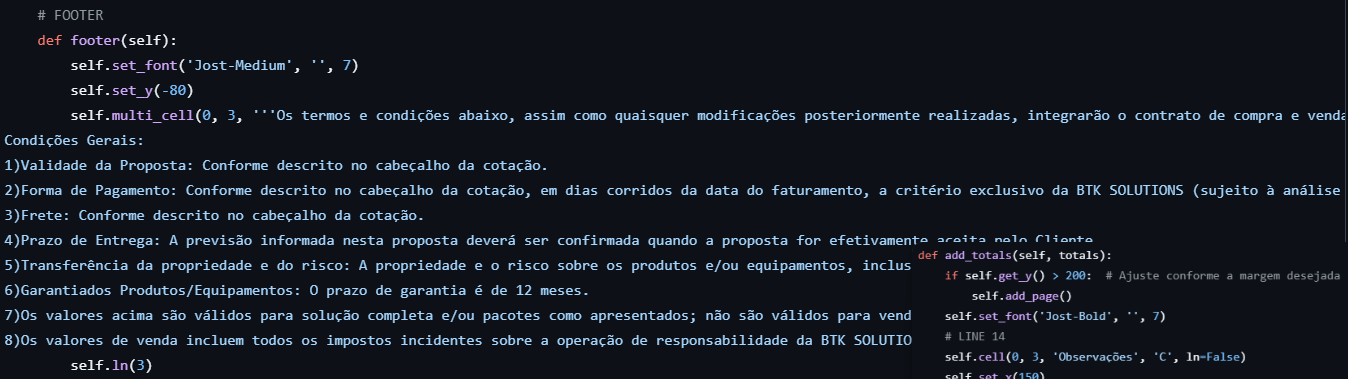 # FOOTER
def footer(self):
self.set_font('Jost-Medium', '', 7)
self.set_y(-80)
self.multi_cell(0, 3, '''Os termos e condições abaixo, assim como quaisquer modificações posteriormente realizadas, integrarão o contrato de compra e venda
Condições Gerais:
1)Validade da Proposta: Conforme descrito no cabeçalho da cotação.
2)Forma de Pagamento: Conforme descrito no cabeçalho da cotação, em dias corridos da data do faturamento, a critério exclusivo da BTK SOLUTIONS (sujeito à análise
3)Frete: Conforme descrito no cabeçalho da cotação.
4)Prazo de Entrega: A previsão informada nesta proposta deverá ser confirmada quando a proposta for efetivamente aceita pelo Cliente
5)Transferência da propriedade e do risco: A propriedade e o risco sobre os produtos e/ou equipamentos, inclus
6)Garantiados Produtos/Equipamentos: O prazo de garantia é de 12 meses.
7)Os valores acima são válidos para solução completa e/ou pacotes como apresentados; não são válidos para vend
8)Os valores de venda incluem todos os impostos incidentes sobre a operação de responsabilidade da BTK SOLUTIO
self.ln(3)
def add_totals(self, totals):
if self.get_y() > 200: # Ajuste conforme a margem desejada
self.add_page()
self.set_font('Jost-Bold', '', 7)
# LINE 14
self.cell(0, 3, 'Observações', 'C', ln=False)
self.set_x(150)